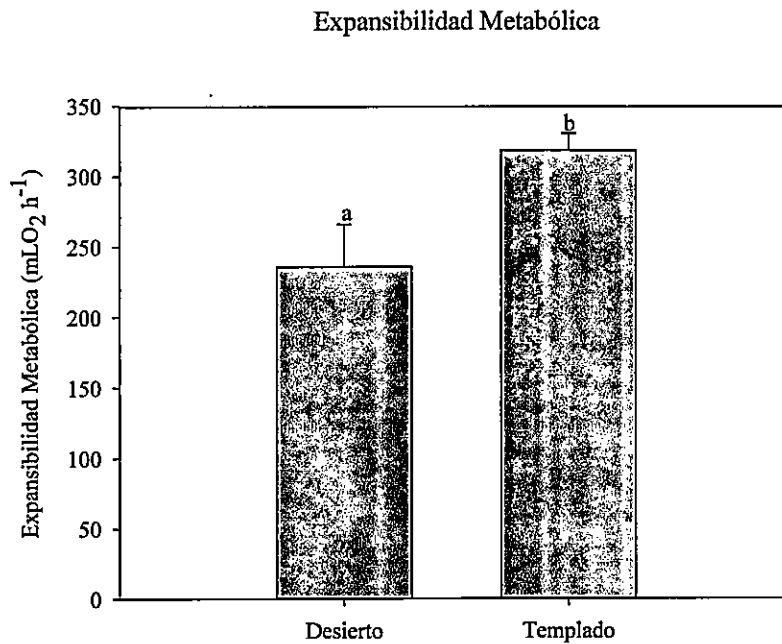 Expansibilidad Metabólica
350
300
250
200
150
100
50
0
Expansibilidad Metabólica (mLO₂ h⁻¹)
a
b
Desierto
Templado